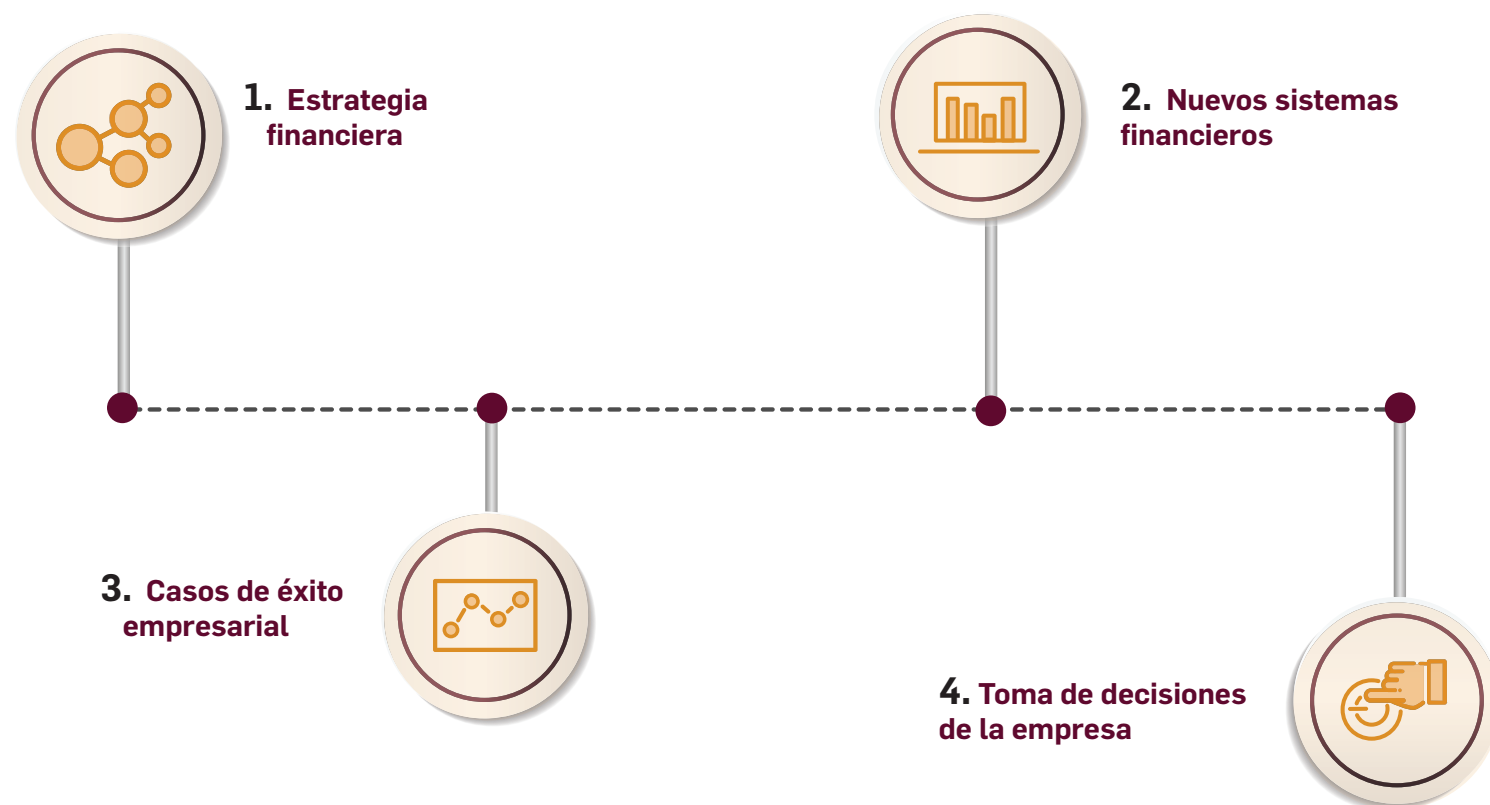 1. Estrategia
financiera
2. Nuevos sistemas
financieros
3. Casos de éxito
empresarial
4. Toma de decisiones
de la empresa